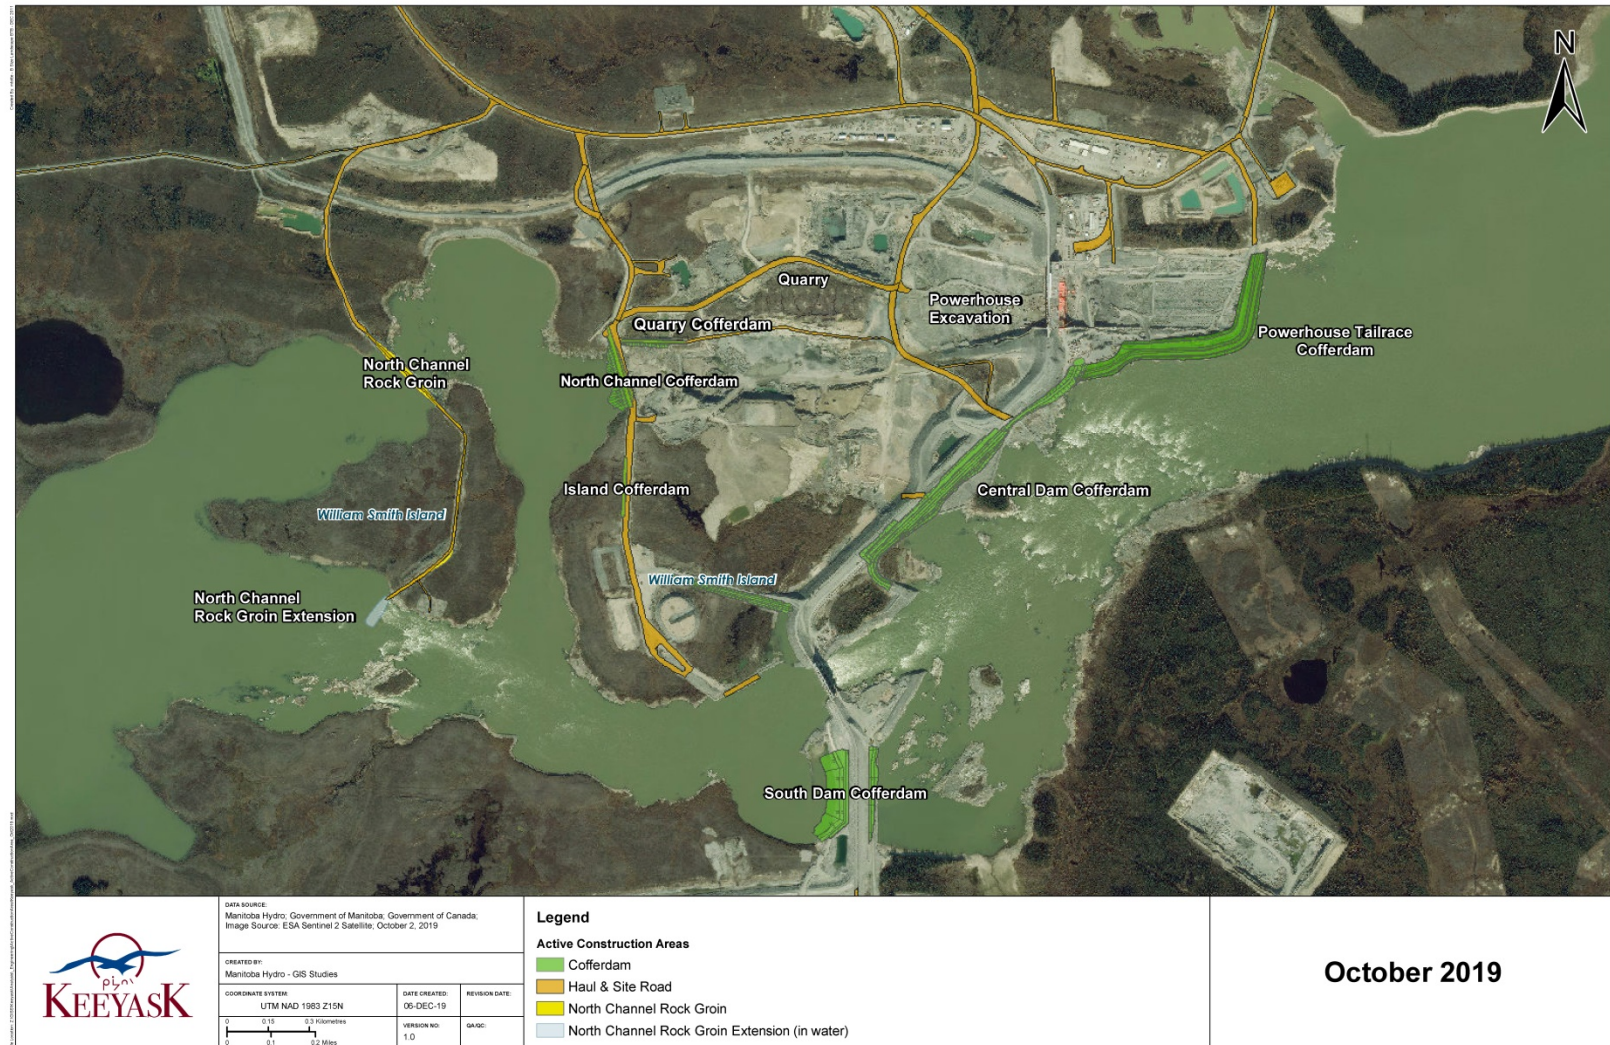 N
Quarry
Quarry Cofferdam
Powerhouse
Excavation
Powerhouse Tailrace
Cofferdam
North Channel
Rock Groin
North Channel Cofferdam
Island Cofferdam
Central Dam Cofferdam
William Smith Island
William Smith Island
North Channel
Rock Groin Extension
South Dam Cofferdam
KEEYASK
DATA SOURCE:
Manitoba Hydro; Government of Manitoba; Government of Canada;
Image Source: ESA Sentinel 2 Satellite; October 2, 2019
CREATED BY:
Manitoba Hydro - GIS Studies
COORDINATE SYSTEM:
UTM NAD 1983 Z15N
DATE CREATED:
06-DEC-19
REVISION DATE:
0 0.15 0.3 Kilometres
0 0.1 0.2 Miles
VERSION NO:
1.0
QA/QC:
Legend
Active Construction Areas
Cofferdam
Haul & Site Road
North Channel Rock Groin
North Channel Rock Groin Extension (in water)
October 2019